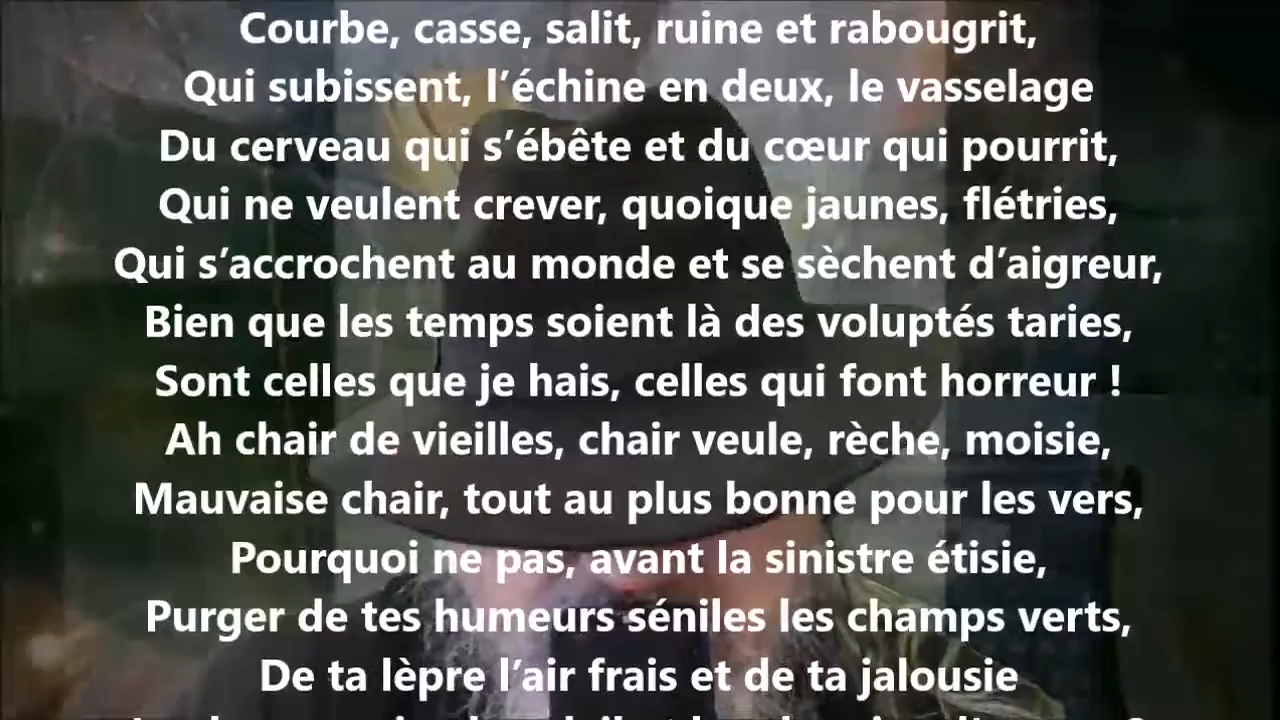 Courbe, casse, salit, ruine et rabougrit,
Qui subissent, l’échine en deux, le vasselage
Du cerveau qui s’ébête et du cœur qui pourrit,
Qui ne veulent crever, quoique jaunes, flétries,
Qui s’accrochent au monde et se sèchent d’aigreur,
Bien que les temps soient là des voluptés taries,
Sont celles que je hais, celles qui font horreur !
Ah chair de vieilles, chair veule, rèche, moisie,
Mauvaise chair, tout au plus bonne pour les vers,
Pourquoi ne pas, avant la sinistre étisie,
Purger de tes humeurs séniles les champs verts,
De ta lèpre l’air frais et de ta jalousie